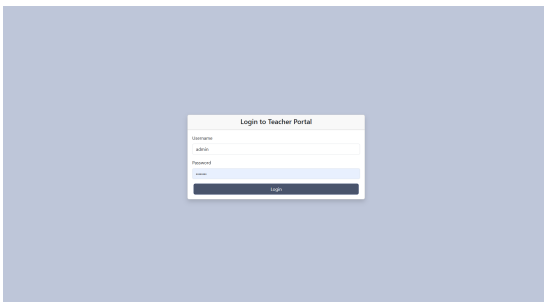 Login to Teacher Portal
Username
admin
Password
Login